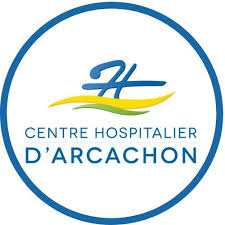 H
CENTRE HOSPITALIER
D'ARCACHON